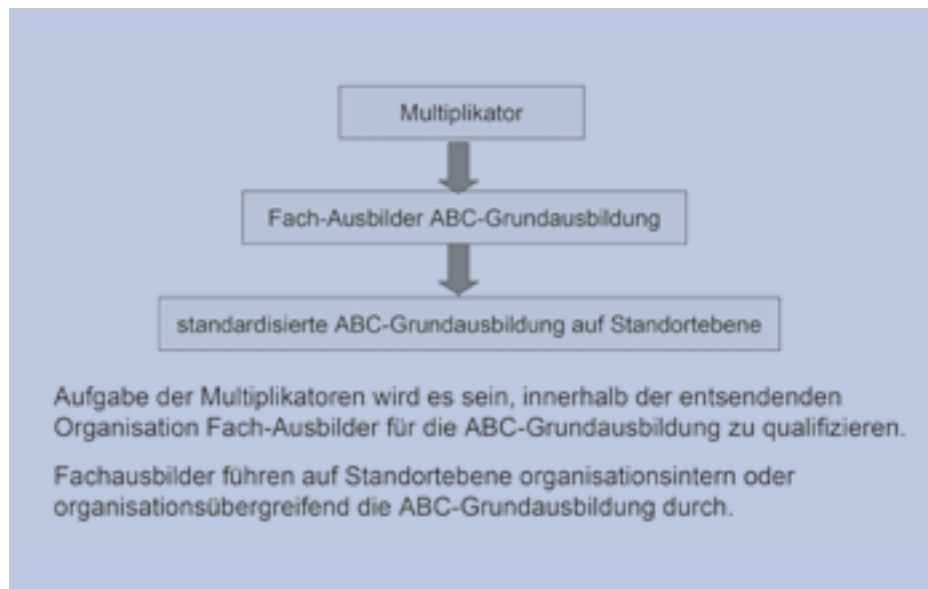 Multiplikator
Fach-Ausbilder ABC-Grundausbildung
standardisierte ABC-Grundausbildung auf Standortebene
Aufgabe der Multiplikatoren wird es sein, innerhalb der entsendenden
Organisation Fach-Ausbilder für die ABC-Grundausbildung zu qualifizieren.
Fachausbilder führen auf Standortebene organisationsintern oder
organisationsübergreifend die ABC-Grundausbildung durch.